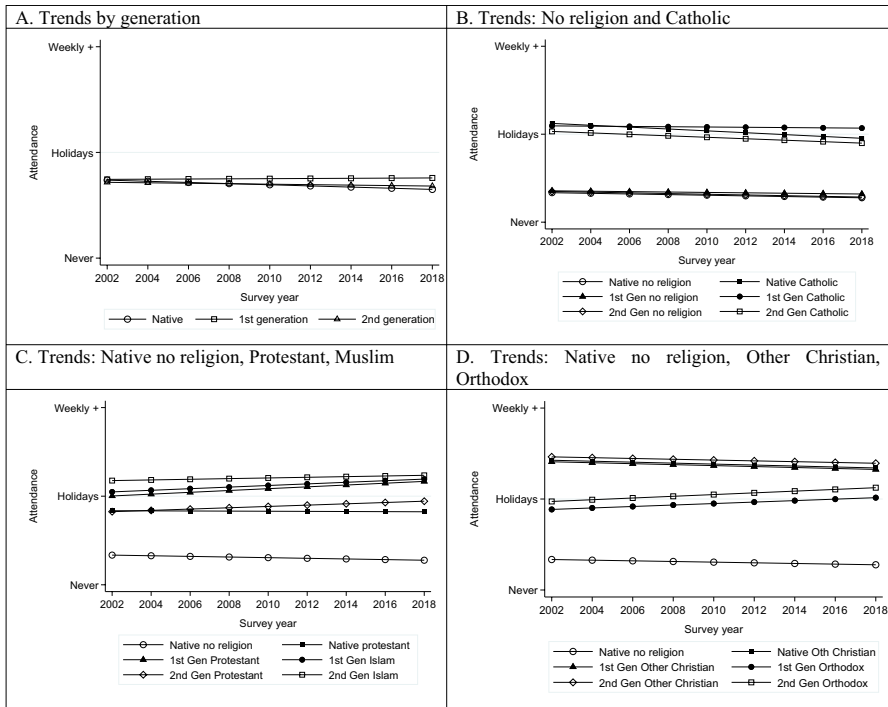 A. Trends by generation
Weekly +
Holidays
Never
Attendance
2002 2004 2006 2008 2010 2012 2014 2016 2018
Survey year
Native 1st generation 2nd generation
B. Trends: No religion and Catholic
Weekly +
Holidays
Never
Attendance
2002 2004 2006 2008 2010 2012 2014 2016 2018
Survey year
Native no religion Native Catholic
1st Gen no religion 1st Gen Catholic
2nd Gen no religion 2nd Gen Catholic
C. Trends: Native no religion, Protestant, Muslim
Weekly +
Holidays
Never
Attendance
2002 2004 2006 2008 2010 2012 2014 2016 2018
Survey year
Native no religion Native protestant
1st Gen Protestant 1st Gen Islam
2nd Gen Protestant 2nd Gen Islam
D. Trends: Native no religion, Other Christian,
Orthodox
Weekly +
Holidays
Never
Attendance
2002 2004 2006 2008 2010 2012 2014 2016 2018
Survey year
Native no religion Native Oth Christian
1st Gen Other Christian 1st Gen Orthodox
2nd Gen Other Christian 2nd Gen Orthodox